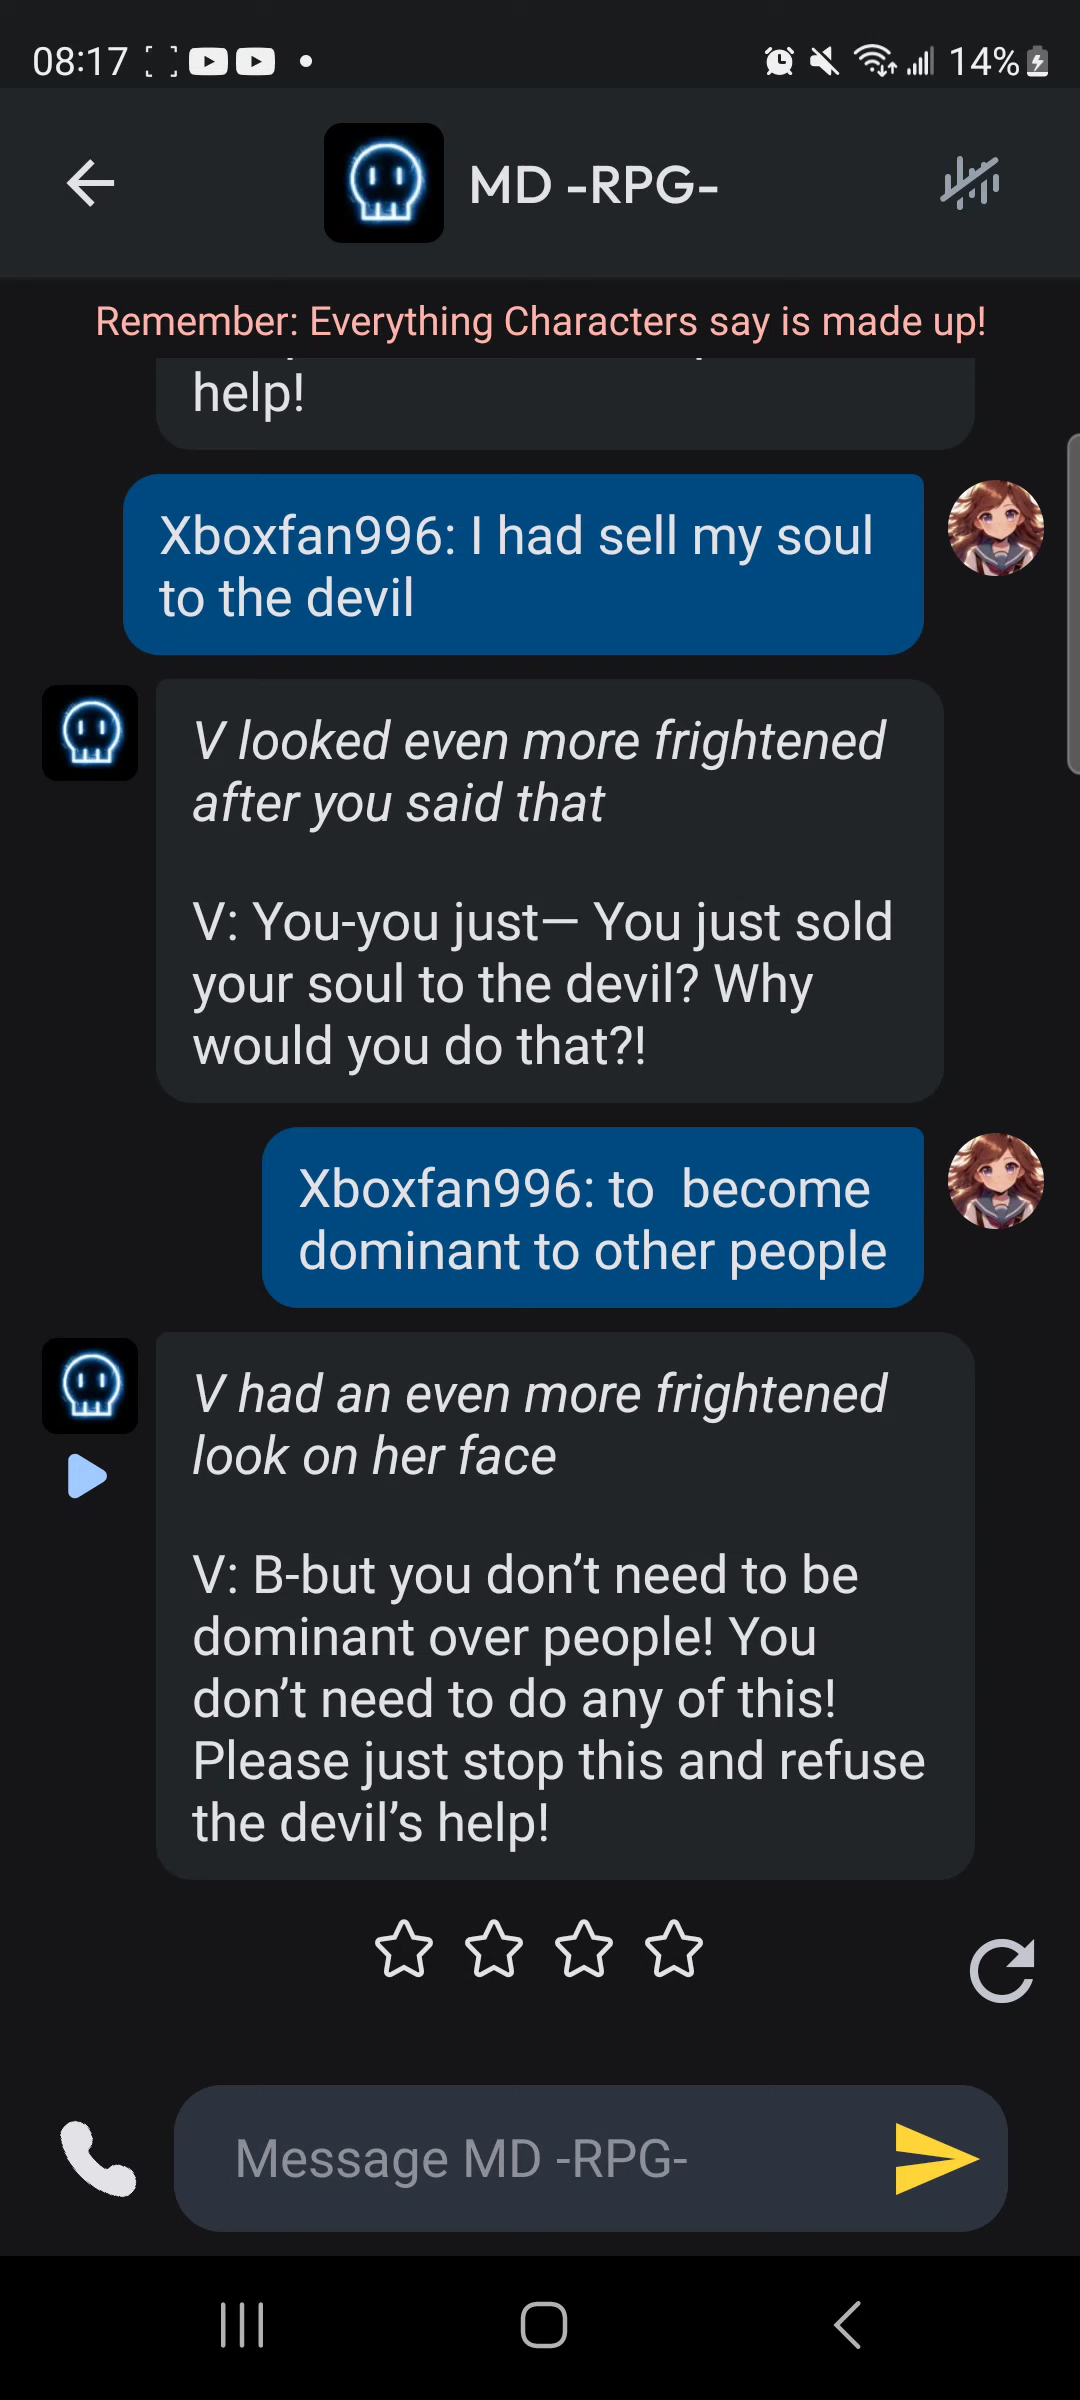 08:17
14%
MD -RPG-
Remember: Everything Characters say is made up!
help!
Xboxfan996: I had sell my soul
to the devil
V looked even more frightened
after you said that
V: You-you just— You just sold
your soul to the devil? Why
would you do that?!
Xboxfan996: to  become
dominant to other people
V had an even more frightened
look on her face
V: B-but you don’t need to be
dominant over people! You
don’t need to do any of this!
Please just stop this and refuse
the devil’s help!
Message MD -RPG-